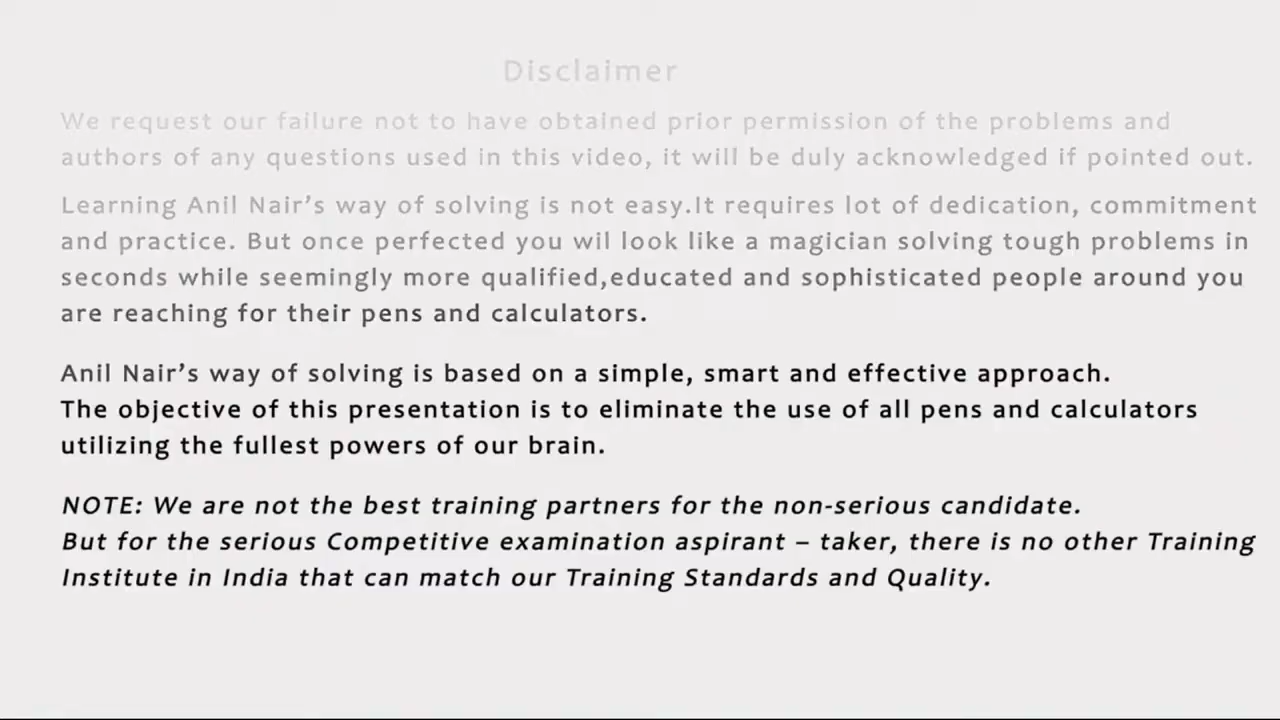 Disclaimer
We request our failure not to have obtained prior permission of the problems and
authors of any questions used in this video, it will be duly acknowledged if pointed out.
Learning Anil Nair’s way of solving is not easy.It requires lot of dedication, commitment
and practice. But once perfected you wil look like a magician solving tough problems in
seconds while seemingly more qualified,educated and sophisticated people around you
are reaching for their pens and calculators.
Anil Nair’s way of solving is based on a simple, smart and effective approach.
The objective of this presentation is to eliminate the use of all pens and calculators
utilizing the fullest powers of our brain.
NOTE: We are not the best training partners for the non-serious candidate.
But for the serious Competitive examination aspirant – taker, there is no other Training
Institute in India that can match our Training Standards and Quality.